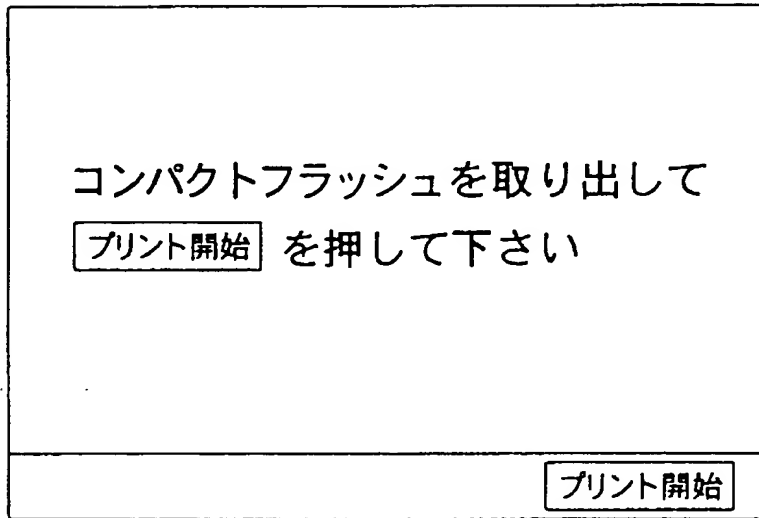 コンパクトフラッシュを取り出して
プリント開始 を押して下さい
プリント開始